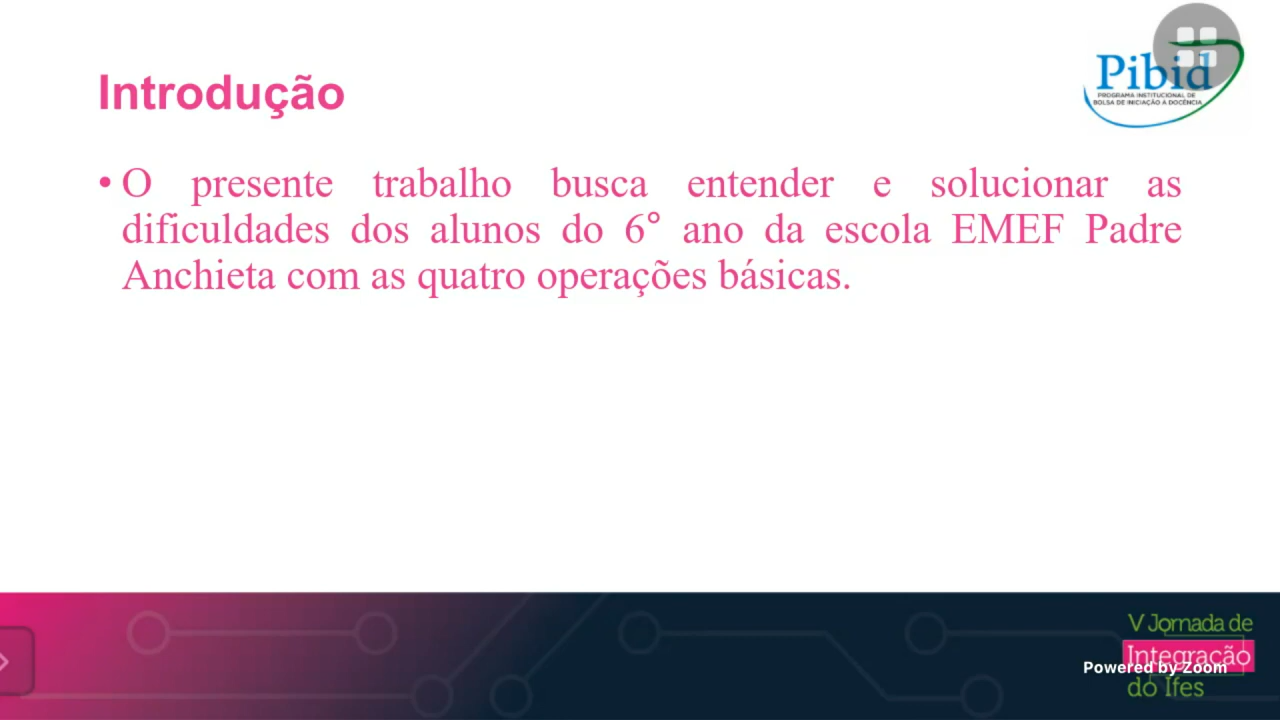 Introdução
Pibid
PROGRAMA INSTITUCIONAL DE
BOLSA DE INICIAÇÃO À DOCÊNCIA
• O presente trabalho busca entender e solucionar as
dificuldades dos alunos do 6° ano da escola EMEF Padre
Anchieta com as quatro operações básicas.
V Jornada de
Integração
Powered by Zoom
do Ifes